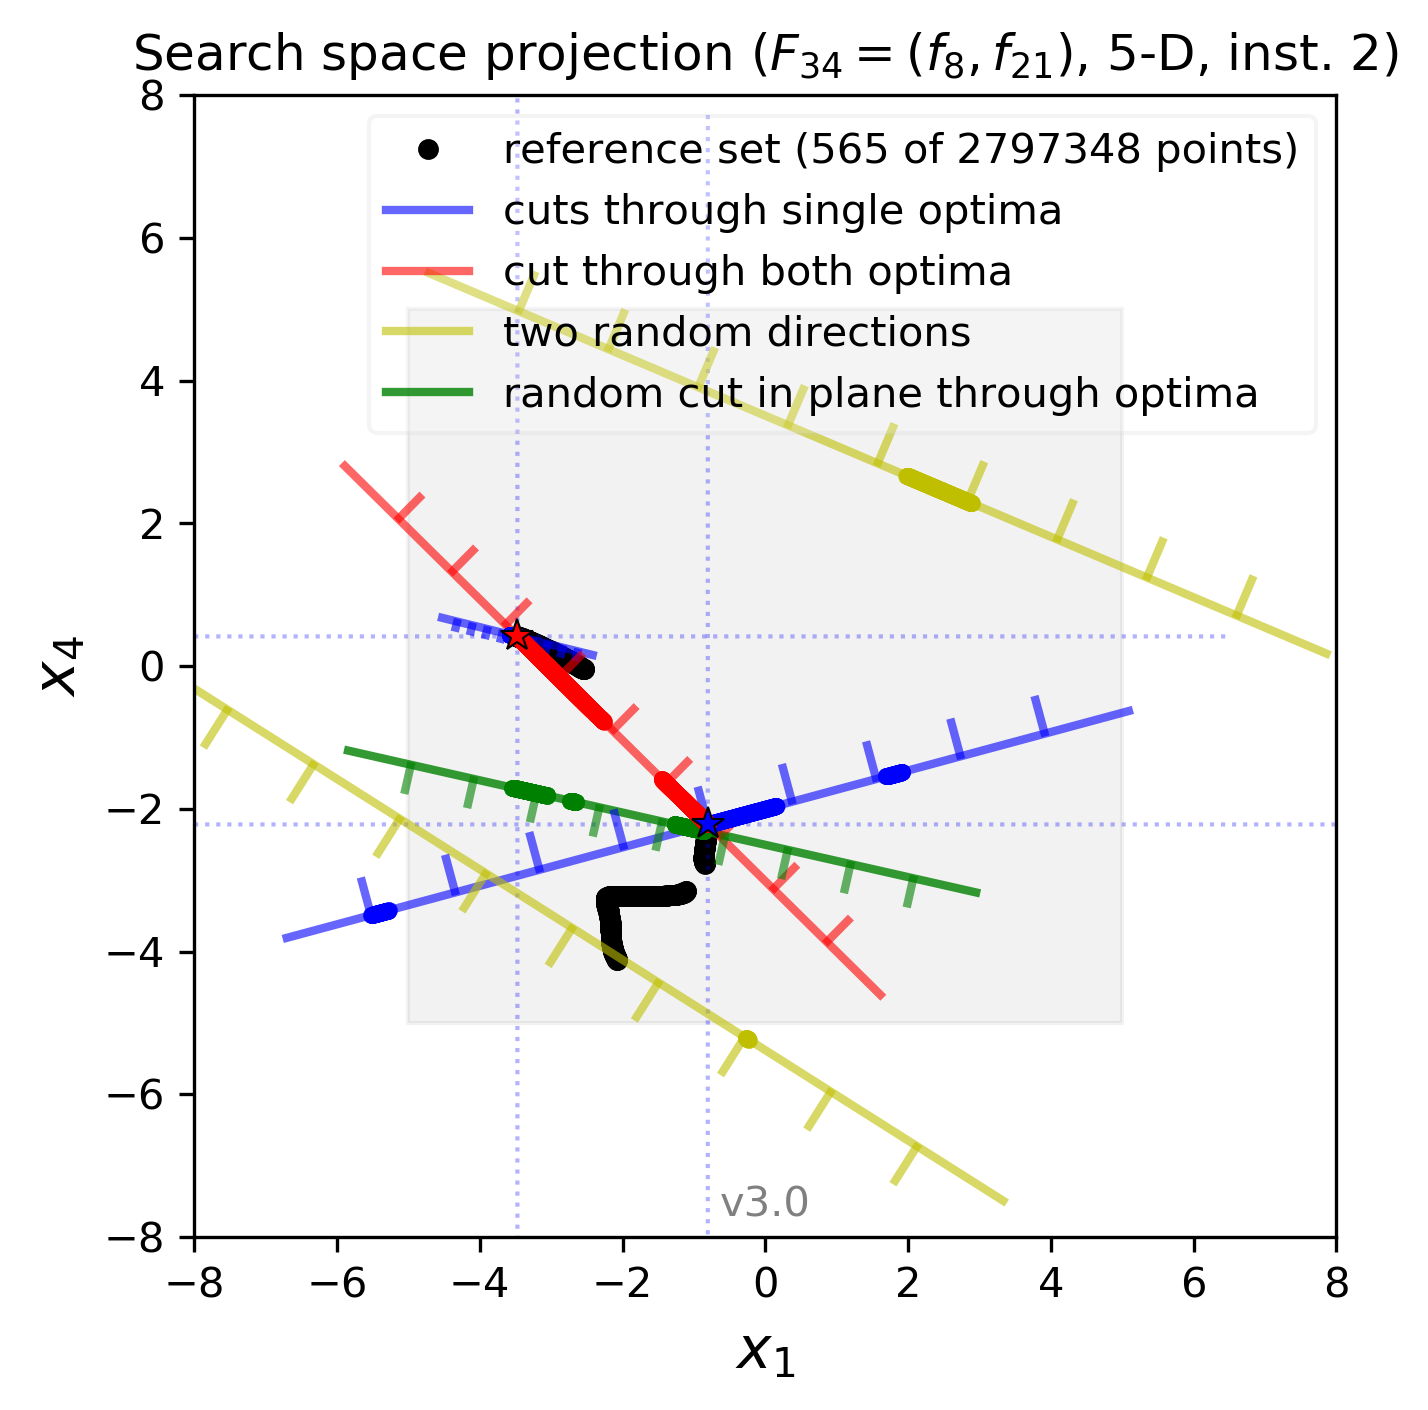 Search space projection (F34 = (f8, f21), 5-D, inst. 2)
8
6
4
2
0
−2
−4
−6
−8
x4
reference set (565 of 2797348 points)
cuts through single optima
cut through both optima
two random directions
random cut in plane through optima
v3.0
−8 −6 −4 −2 0 2 4 6 8
x1